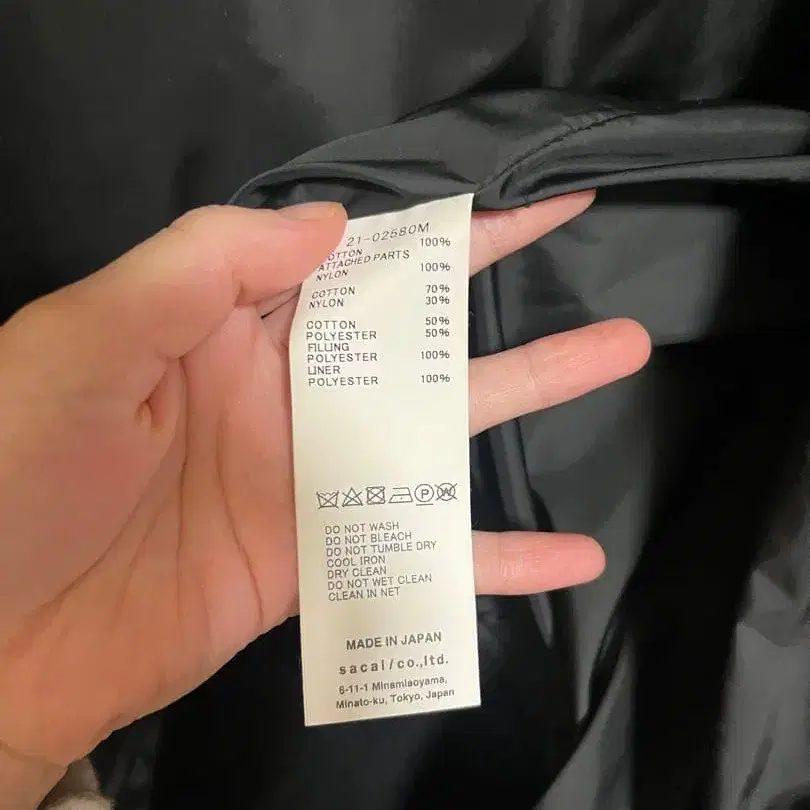 21-02580M
COTTON 100%
ATTACHED PARTS
NYLON 100%
COTTON 70%
NYLON 30%
COTTON 50%
POLYESTER 50%
FILLING
POLYESTER 100%
LINER
POLYESTER 100%
P W
DO NOT WASH
DO NOT BLEACH
DO NOT TUMBLE DRY
COOL IRON
DRY CLEAN
DO NOT WET CLEAN
CLEAN IN NET
MADE IN JAPAN
sacai/co.,ltd.
6-11-1 Minamiaoyama,
Minato-ku, Tokyo, Japan